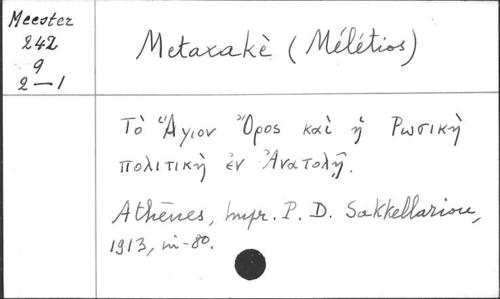 Meester
242
9
2—1
Metaxakè (Mélétios)
Τὸ Ἅγιον Ὄρος καὶ ἡ Ρωσικὴ
πολιτικὴ ἐν Ἀνατολῇ.
Athènes, Impr. P. D. Sakkellariou,
1913, in-80.